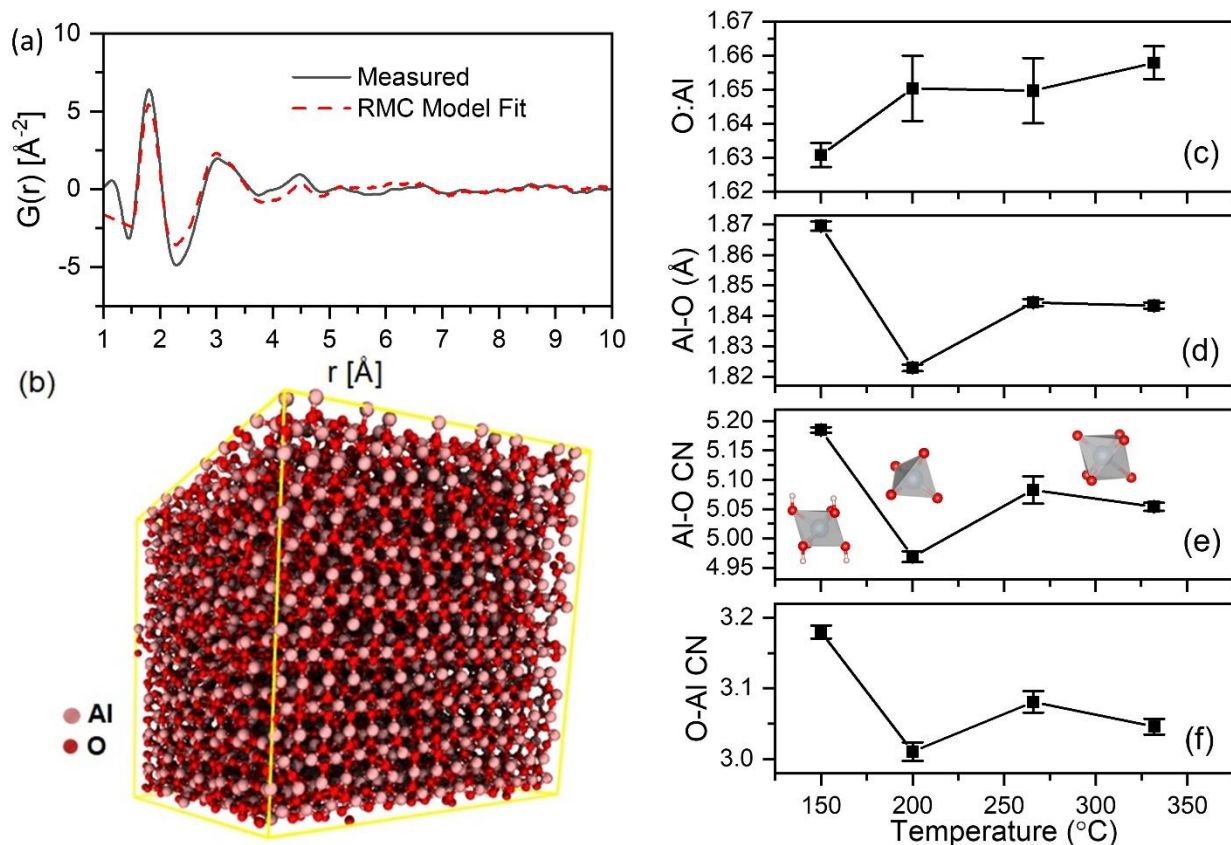 (a)
10
5
0
-5
G(r) [Å⁻²]
Measured
RMC Model Fit
1 2 3 4 5 6 7 8 9 10
r [Å]
(b)
Al
O
1.67
1.66
1.65
1.64
1.63
1.62
O:Al
(c)
1.87
1.86
1.85
1.84
1.83
1.82
Al-O (Å)
(d)
5.20
5.15
5.10
5.05
5.00
4.95
Al-O CN
(e)
3.2
3.1
3.0
O-Al CN
(f)
150 200 250 300 350
Temperature (°C)